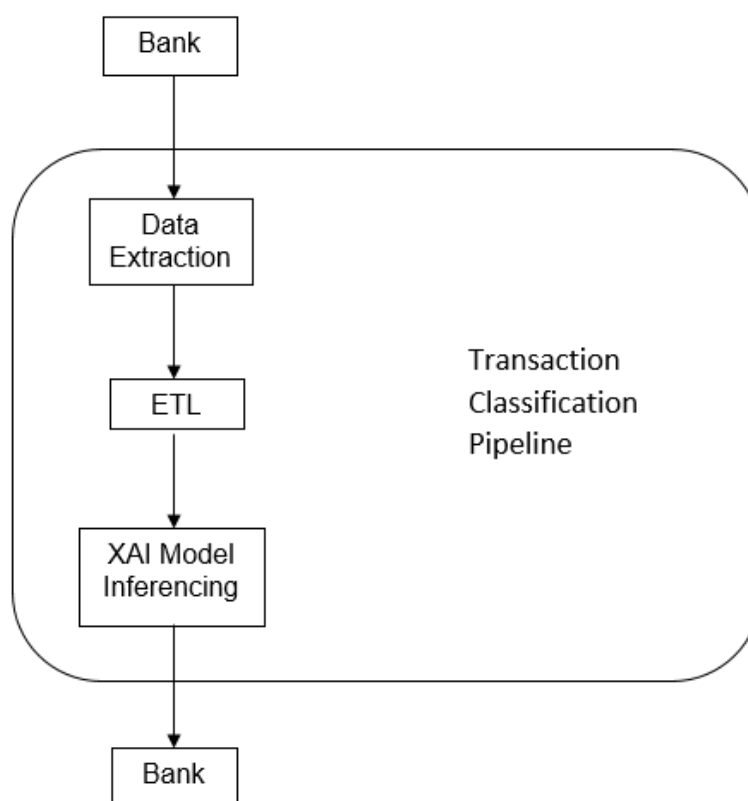 Bank
Data
Extraction
ETL
Transaction
Classification
Pipeline
XAI Model
Inferencing
Bank